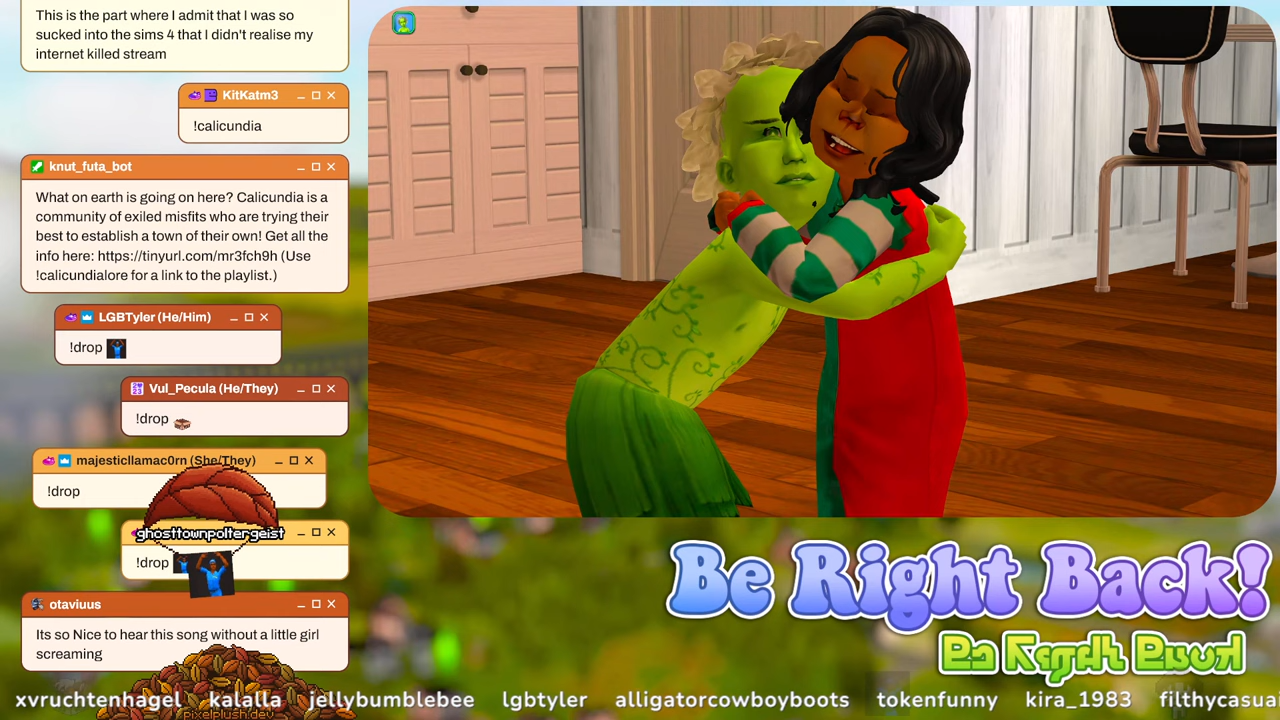 This is the part where I admit that I was so
sucked into the sims 4 that I didn't realise my
internet killed stream
KitKatm3
!calicundia
knut_futa_bot
What on earth is going on here? Calicundia is a
community of exiled misfits who are trying their
best to establish a town of their own! Get all the
info here: https://tinyurl.com/mr3fch9h (Use
!calicundialore for a link to the playlist.)
LGBTyler (He/Him)
!drop
Vul_Pecula (He/They)
!drop
majesticllamac0rn (She/They)
!drop
ghosttownpoltergeist
!drop
otaviuus
Its so Nice to hear this song without a little girl
screaming
pixelplush.dev
Be Right Back!
xvruchtenhagel kalalla jellybumblebee lgbtyler alligatorcowboyboots tokenfunny kira_1983 filthycasua